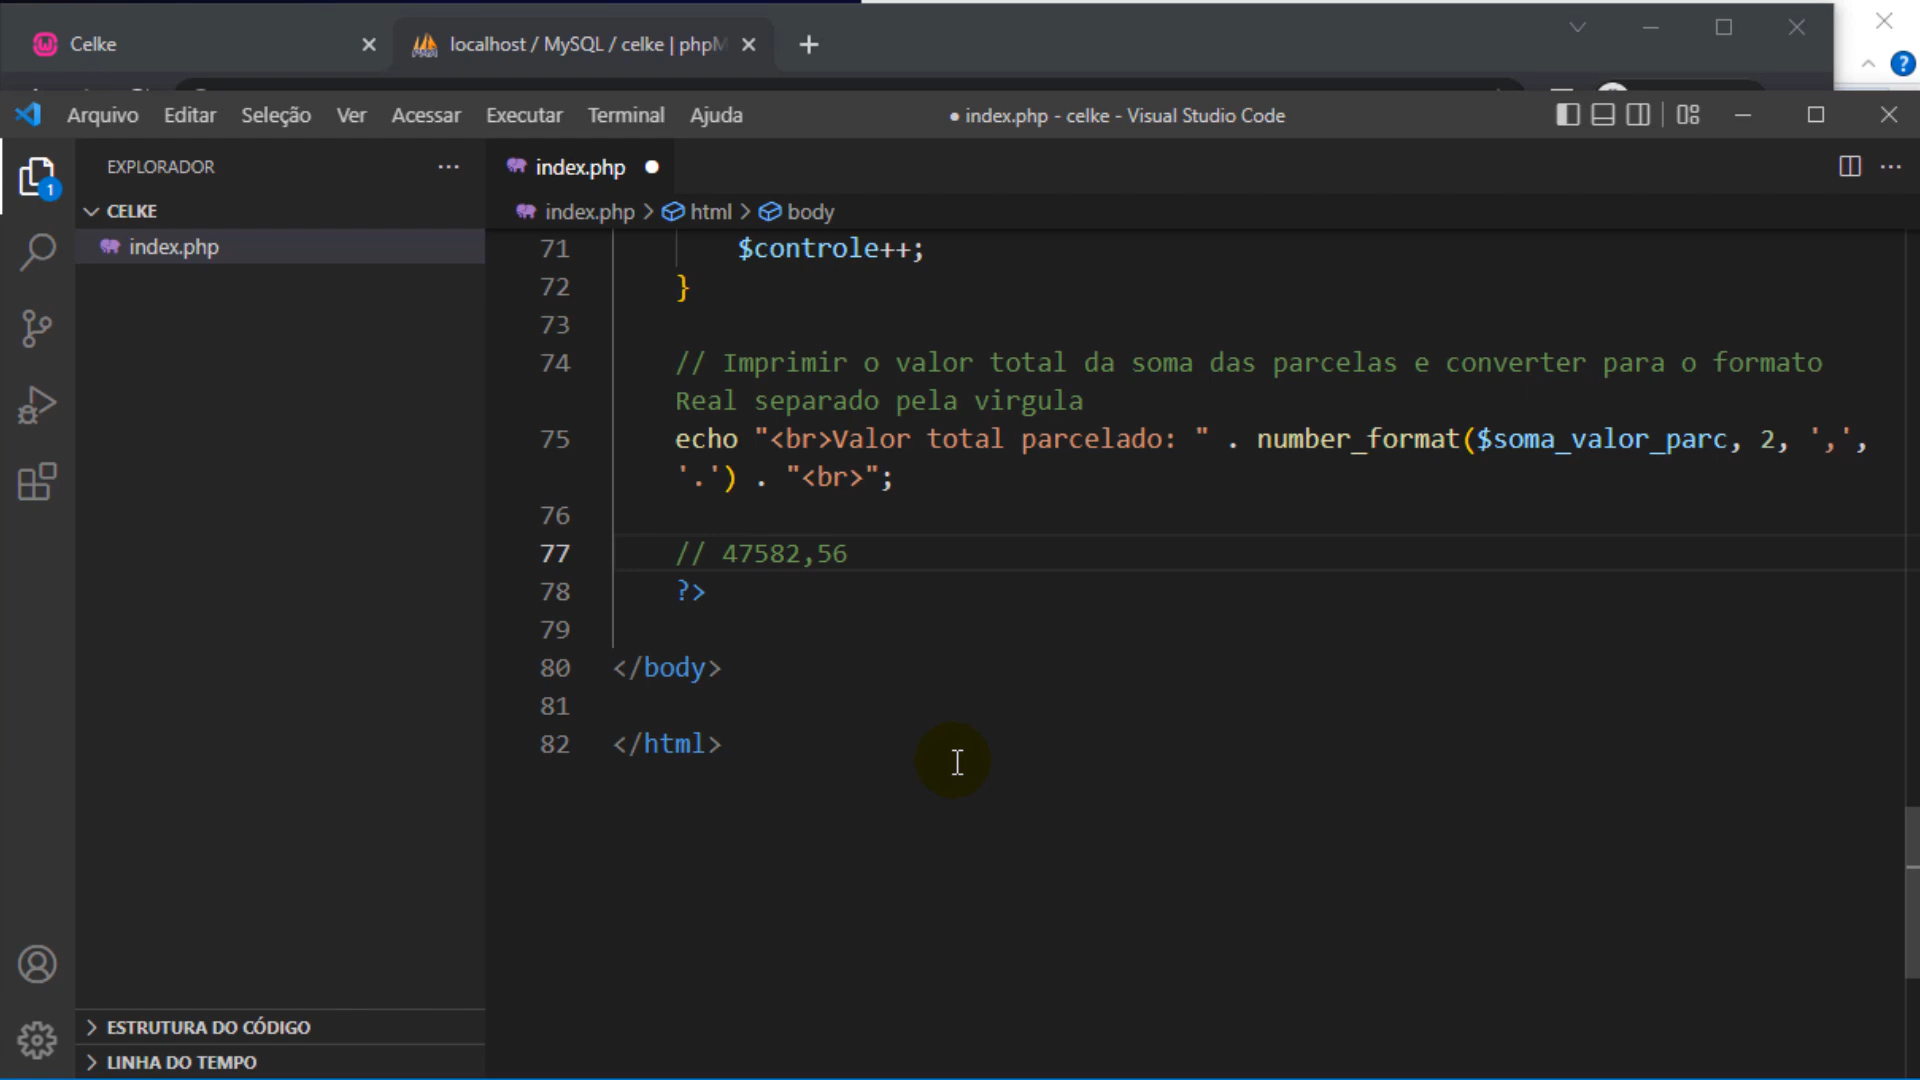 Celke
localhost / MySQL / celke | phpM
Arquivo Editar Seleção Ver Acessar Executar Terminal Ajuda
● index.php - celke - Visual Studio Code
EXPLORADOR
index.php
CELKE
index.php > html > body
index.php
1
71 $controle++;
72 }
73
74 // Imprimir o valor total da soma das parcelas e converter para o formato
Real separado pela virgula
75 echo "<br>Valor total parcelado: " . number_format($soma_valor_parc, 2, ',',
'.') . "<br>";
76
77 // 47582,56
78 ?>
79
80 </body>
81
82 </html>
ESTRUTURA DO CÓDIGO
LINHA DO TEMPO